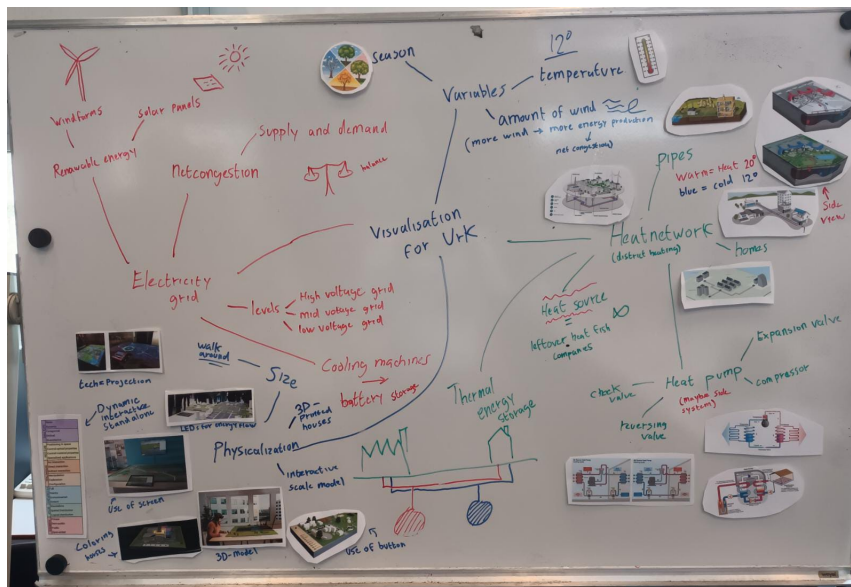 Visualisation
for Urk
Variables
season
12°
temperature
amount of wind
(more wind → more energy production
↓
net congestion)
Windfarms
solar panels
Renewable energy
Netcongestion
supply and demand
balance
Electricity
grid
levels
High voltage grid
mid votage grid
low voltage grid
Cooling machines
→
battery storage
Heatnetwork
(district heating)
pipes
Warm = Heat 20°
blue = cold 12°
Side
view
homes
Heat source
=
leftover heat fish
companies
Heat pump
(maybe side
system)
Expansion valve
compressor
check
valve
reversing
valve
Thermal
energy
storage
Physicalization
Size
walk
around
3D-
printed
houses
interactive
scale model
tech=Projection
LEDs for energyflow
Dynamic
interactive
Standalone
Use of screen
Coloring
houses
3D-model
Use of button